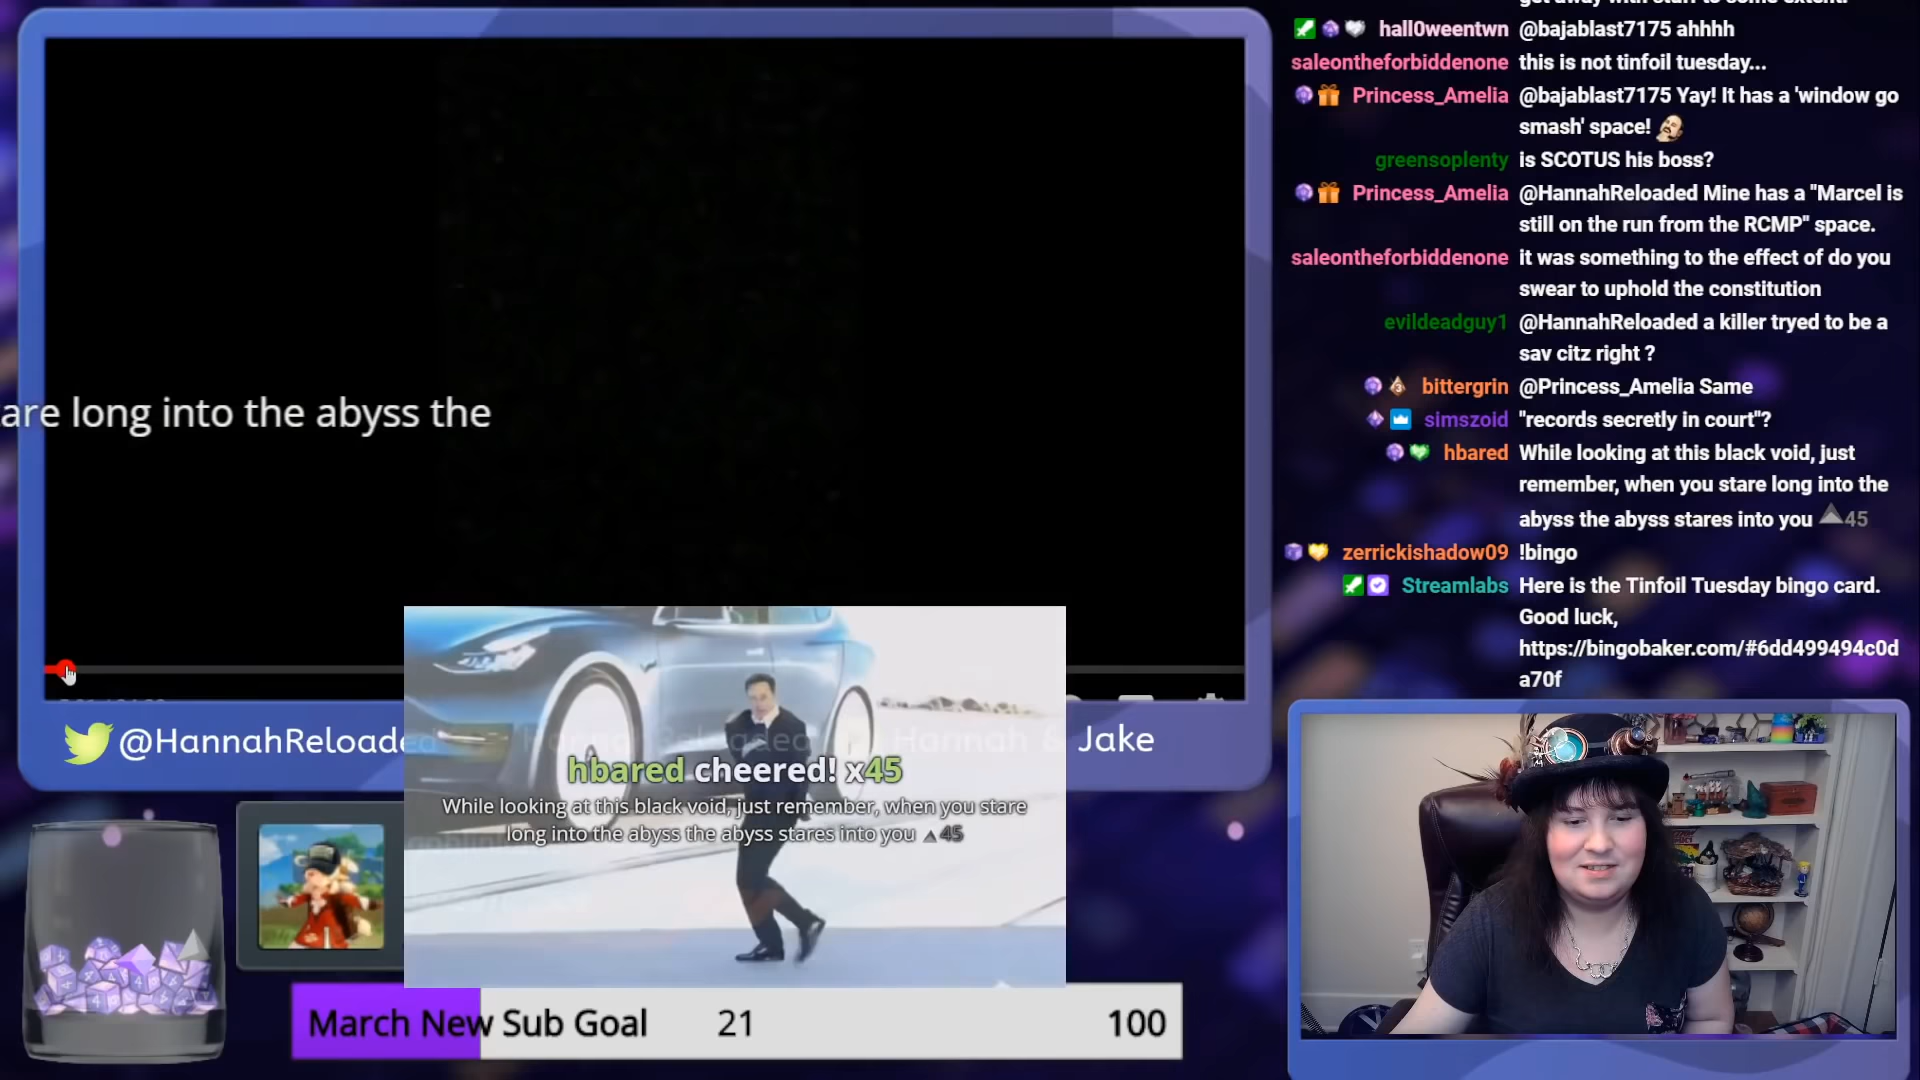 are long into the abyss the
@HannahReloaded
Hannah &
Jake
hbared cheered! x45
While looking at this black void, just remember, when you stare
long into the abyss the abyss stares into you 45
March New Sub Goal 21 100
hall0weentwn @bajablast7175 ahhhh
saleontheforbiddenone this is not tinfoil tuesday...
Princess_Amelia @bajablast7175 Yay! It has a 'window go
smash' space!
greensoplenty is SCOTUS his boss?
Princess_Amelia @HannahReloaded Mine has a "Marcel is
still on the run from the RCMP" space.
saleontheforbiddenone it was something to the effect of do you
swear to uphold the constitution
evildeadguy1 @HannahReloaded a killer tryed to be a
sav citz right ?
bittergrin @Princess_Amelia Same
simszoid "records secretly in court"?
hbared While looking at this black void, just
remember, when you stare long into the
abyss the abyss stares into you 45
zerrickishadow09 !bingo
Streamlabs Here is the Tinfoil Tuesday bingo card.
Good luck,
https://bingobaker.com/#6dd499494c0d
a70f